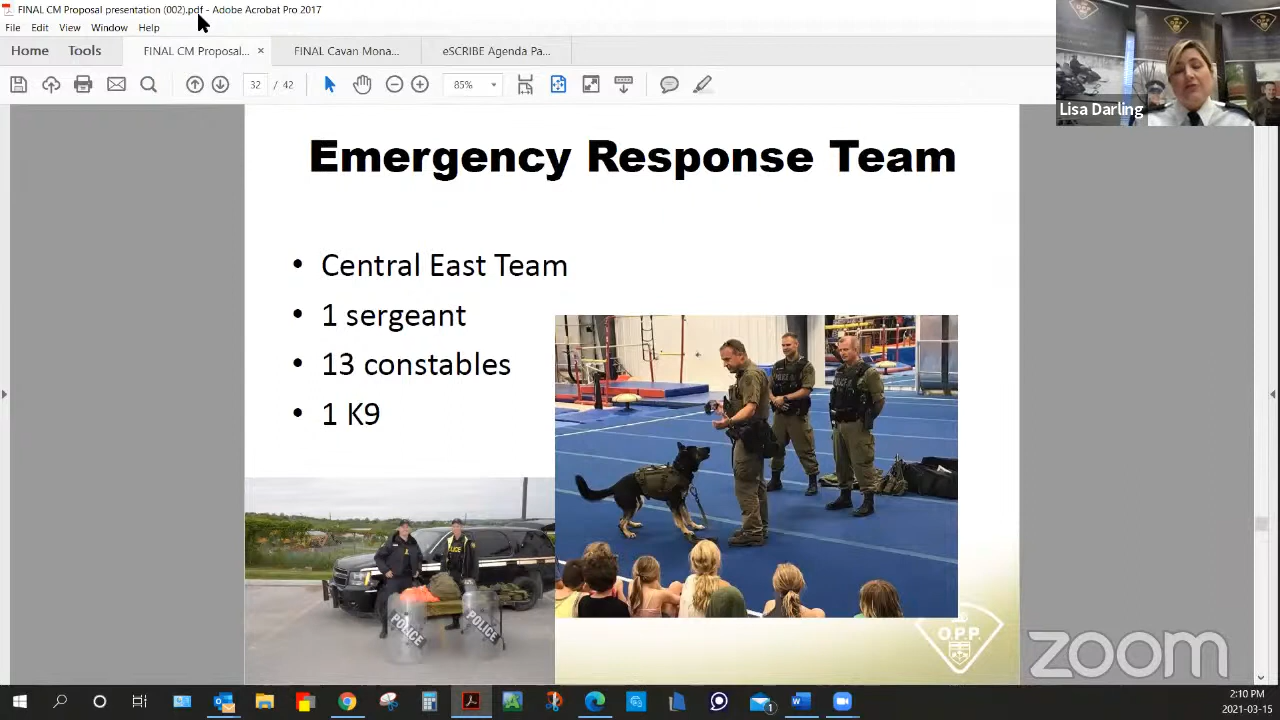 FINAL CM Proposal presentation (002).pdf - Adobe Acrobat Pro 2017
File Edit View Window Help
Home Tools FINAL CM Proposal... × FINAL Cavan Mona... eSCRIBE Agenda Pa...
32 / 42 85%
Lisa Darling
Emergency Response Team
• Central East Team
• 1 sergeant
• 13 constables
• 1 K9
POLICE
POLICE
POLICE
O.P.P.
zoom
2:10 PM
2021-03-15